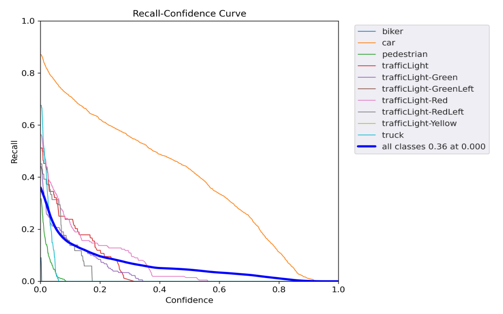 Recall-Confidence Curve
1.0
0.8
0.6
0.4
0.2
0.0
Recall
0.0 0.2 0.4 0.6 0.8 1.0
Confidence
biker
car
pedestrian
trafficLight
trafficLight-Green
trafficLight-GreenLeft
trafficLight-Red
trafficLight-RedLeft
trafficLight-Yellow
truck
all classes 0.36 at 0.000